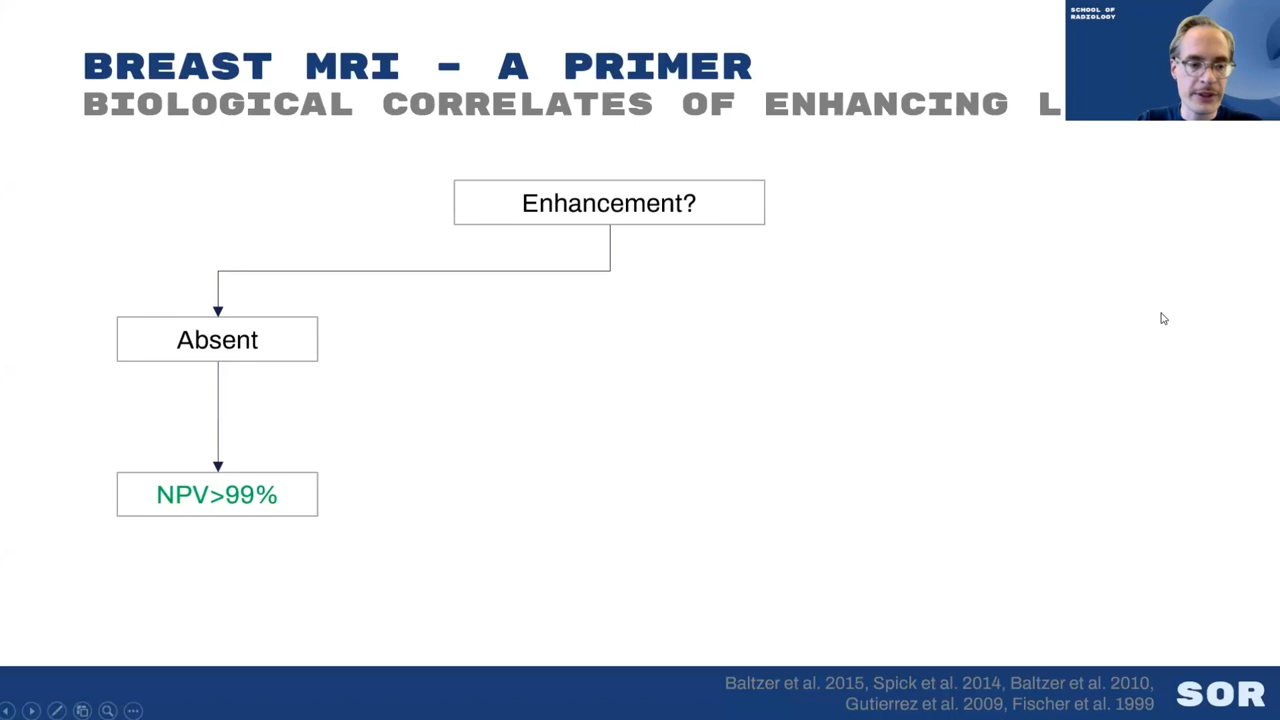 SCHOOL OF
RADIOLOGY
BREAST MRI – A PRIMER
BIOLOGICAL CORRELATES OF ENHANCING L
Enhancement?
Absent
NPV>99%
Baltzer et al. 2015, Spick et al. 2014, Baltzer et al. 2010,
Gutierrez et al. 2009, Fischer et al. 1999
SOR